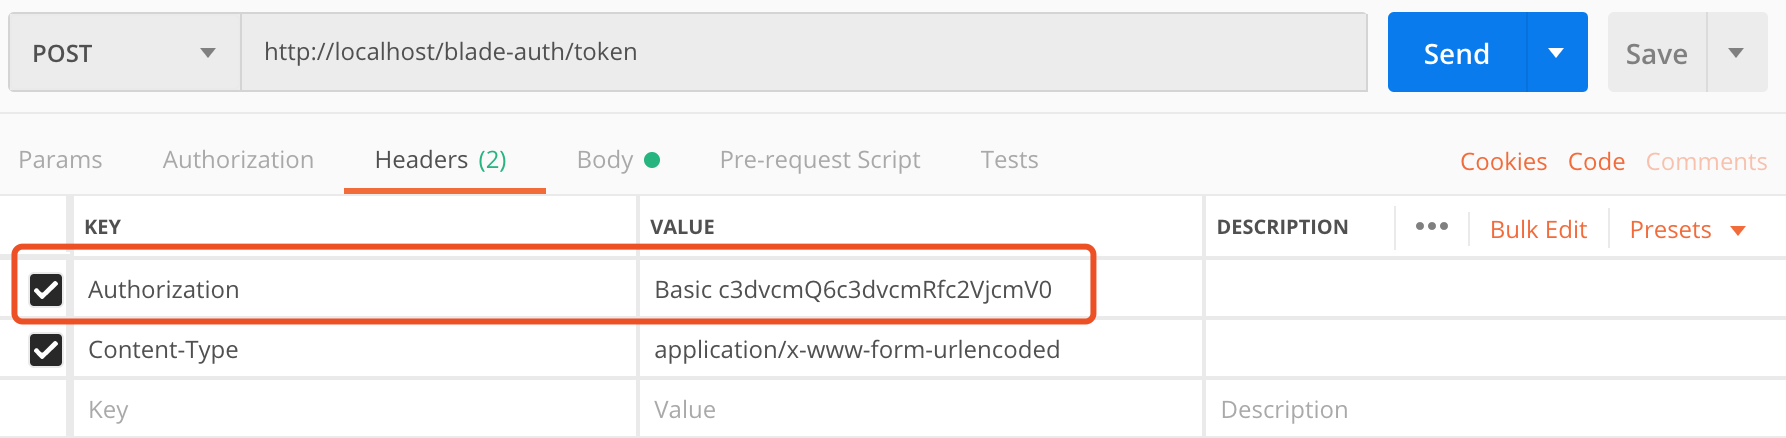 POST http://localhost/blade-auth/token Send Save
Params Authorization Headers (2) Body Pre-request Script Tests Cookies Code Comments
KEY VALUE DESCRIPTION ••• Bulk Edit Presets
Authorization Basic c3dvcmQ6c3dvcmRfc2VjcmV0
Content-Type application/x-www-form-urlencoded
Key Value Description